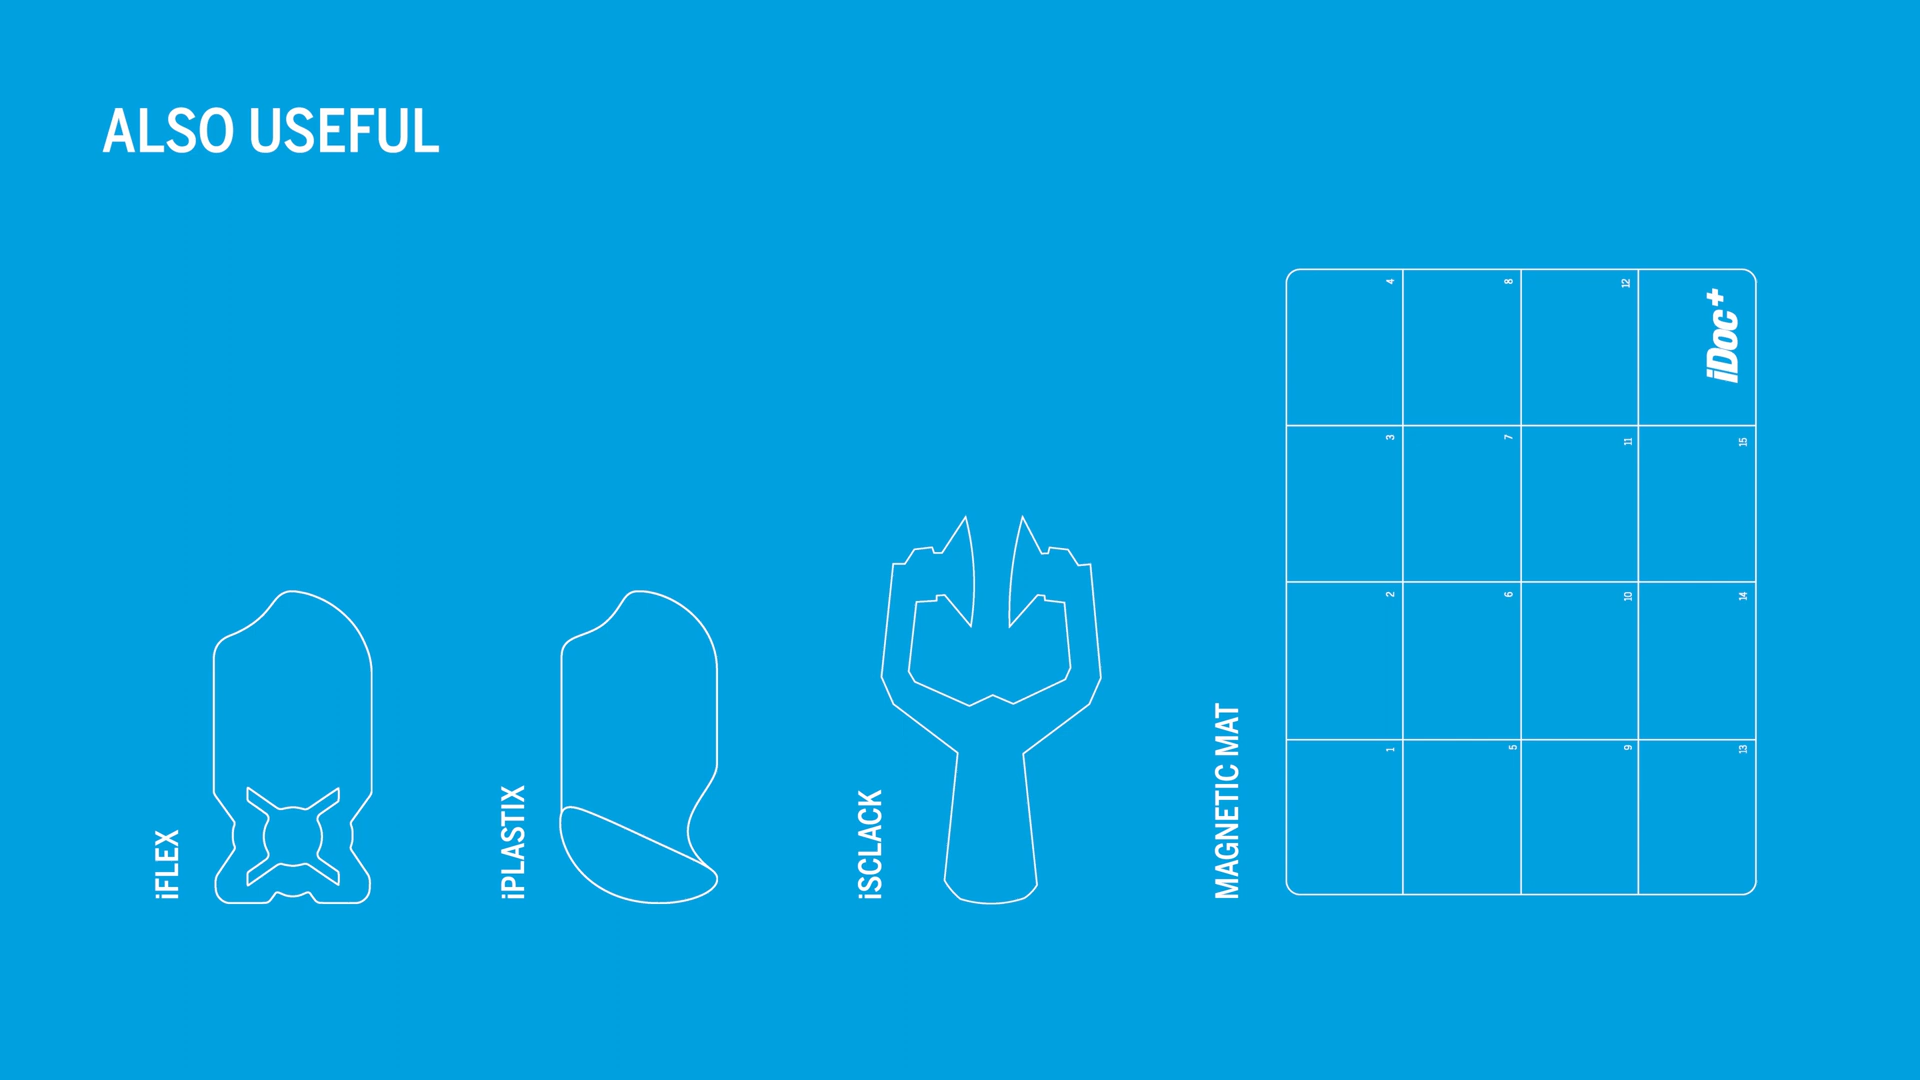 ALSO USEFUL
iFLEX
iPLASTIX
iSCLACK
MAGNETIC MAT
4
8
12
iDoc+
3
7
11
15
2
6
10
14
1
5
9
13